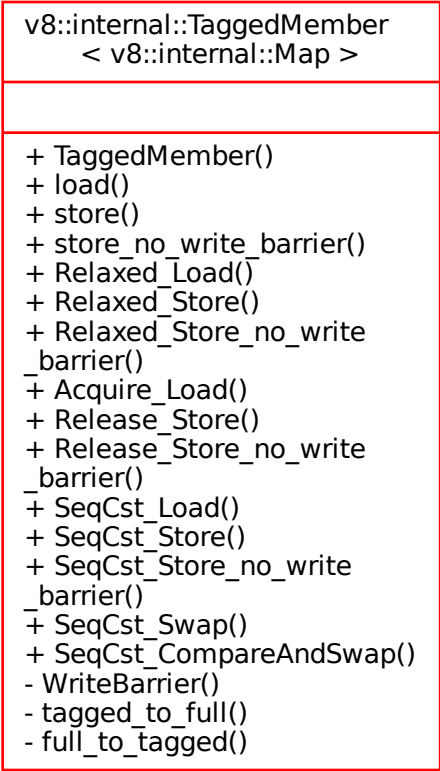 v8::internal::TaggedMember
< v8::internal::Map >
+ TaggedMember()
+ load()
+ store()
+ store_no_write_barrier()
+ Relaxed_Load()
+ Relaxed_Store()
+ Relaxed_Store_no_write
_barrier()
+ Acquire_Load()
+ Release_Store()
+ Release_Store_no_write
_barrier()
+ SeqCst_Load()
+ SeqCst_Store()
+ SeqCst_Store_no_write
_barrier()
+ SeqCst_Swap()
+ SeqCst_CompareAndSwap()
- WriteBarrier()
- tagged_to_full()
- full_to_tagged()